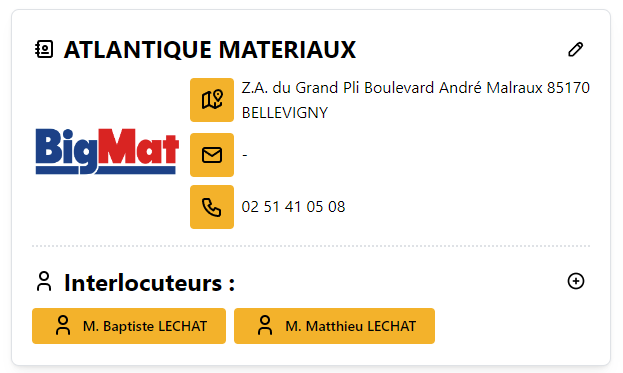 ATLANTIQUE MATERIAUX
BigMat
Z.A. du Grand Pli Boulevard André Malraux 85170
BELLEVIGNY
-
02 51 41 05 08
Interlocuteurs :
M. Baptiste LECHAT
M. Matthieu LECHAT